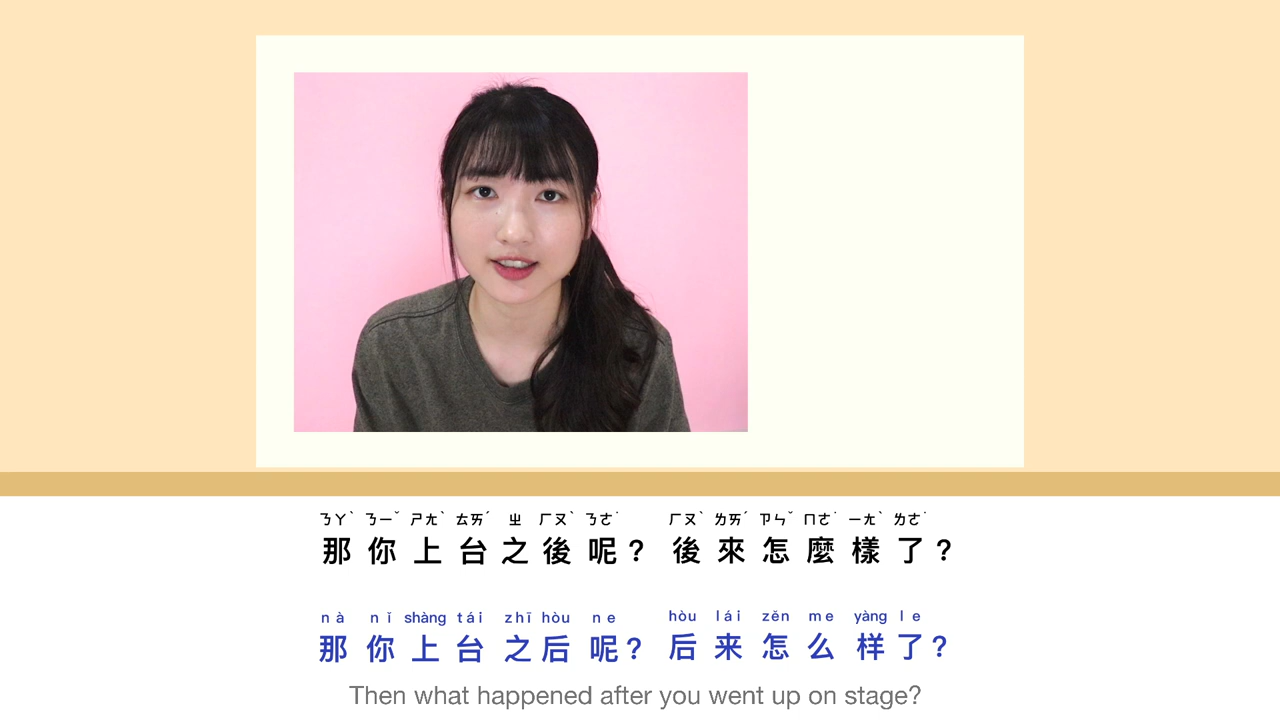 ㄋㄚˋ ㄋㄧˇ ㄕㄤˋ ㄊㄞˊ ㄓ ㄏㄡˋ ㄋㄜ˙ ㄏㄡˋ ㄌㄞˊ ㄗㄣˇ ㄇㄜ˙ ㄧㄤˋ ㄌㄜ˙
那你上台之後呢? 後來怎麼樣了?
nà nǐ shàng tái zhī hòu ne hòu lái zěn me yàng le
那你上台之后呢? 后来怎么样了?
Then what happened after you went up on stage?